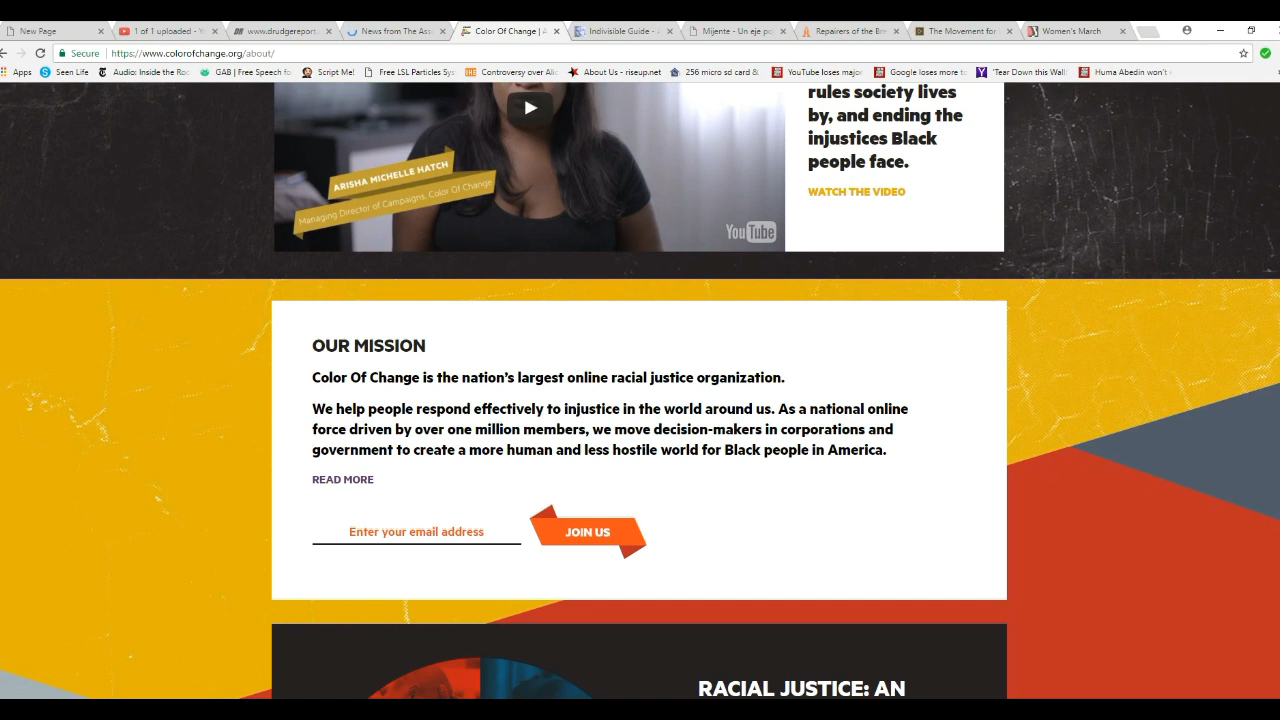 New Page
1 of 1 uploaded - Y
www.drudgereport
News from The Ass
Color Of Change | A
Indivisible Guide - A
Mijente - Un eje po
Repairers of the Bre
The Movement for
Women's March
Secure
https://www.colorofchange.org/about/
Apps
Seen Life
Audio: Inside the Roc
GAB | Free Speech fo
Script Me!
Free LSL Particles Sys
Controversy over Alic
About Us - riseup.net
256 micro sd card &
YouTube loses major
Google loses more to
'Tear Down this Wall'
Huma Abedin won't
rules society lives
by, and ending the
injustices Black
people face.
WATCH THE VIDEO
ARISHA MICHELLE HATCH
Managing Director of Campaigns, Color Of Change
YouTube
OUR MISSION
Color Of Change is the nation's largest online racial justice organization.
We help people respond effectively to injustice in the world around us. As a national online
force driven by over one million members, we move decision-makers in corporations and
government to create a more human and less hostile world for Black people in America.
READ MORE
Enter your email address
JOIN US
RACIAL JUSTICE: AN